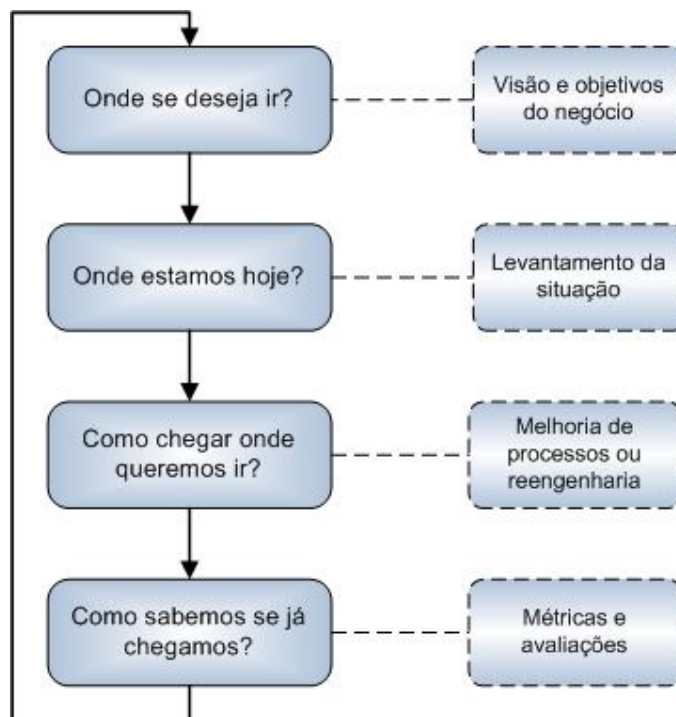 Onde se deseja ir?
Visão e objetivos
do negócio
Onde estamos hoje?
Levantamento da
situação
Como chegar onde
queremos ir?
Melhoria de
processos ou
reengenharia
Como sabemos se já
chegamos?
Métricas e
avaliações